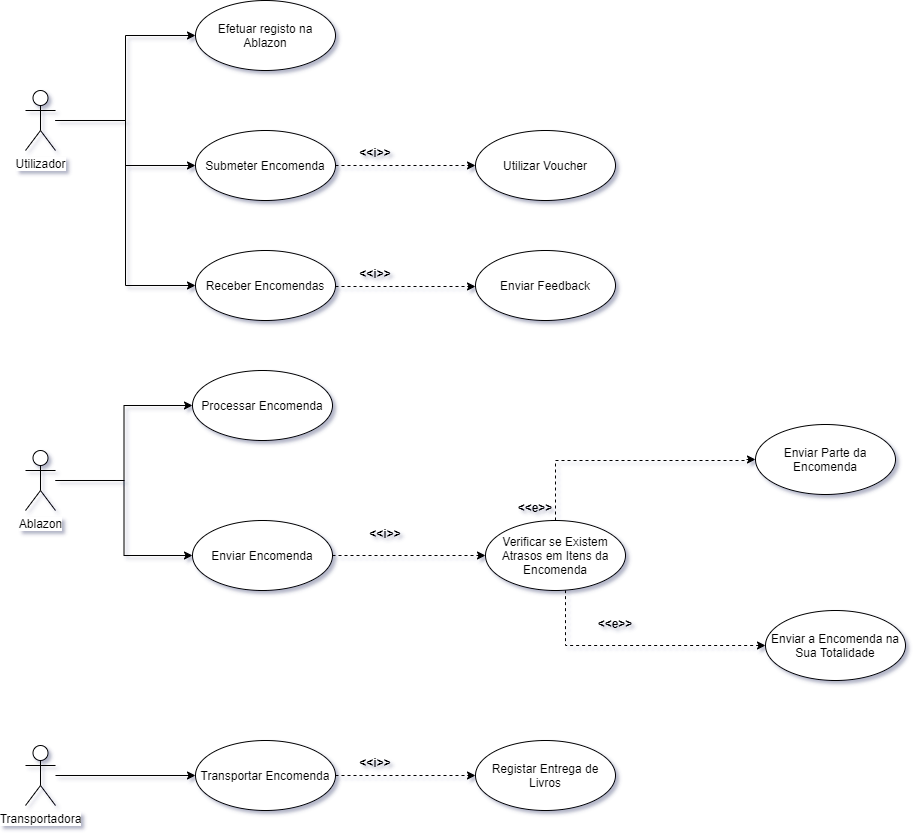 Efetuar registo na
Ablazon
Utilizador
Submeter Encomenda
<<i>>
Utilizar Voucher
Receber Encomendas
<<i>>
Enviar Feedback
Processar Encomenda
Ablazon
Enviar Encomenda
<<i>>
<<e>>
Verificar se Existem
Atrasos em Itens da
Encomenda
Enviar Parte da
Encomenda
<<e>>
Enviar a Encomenda na
Sua Totalidade
Transportadora
Transportar Encomenda
<<i>>
Registar Entrega de
Livros